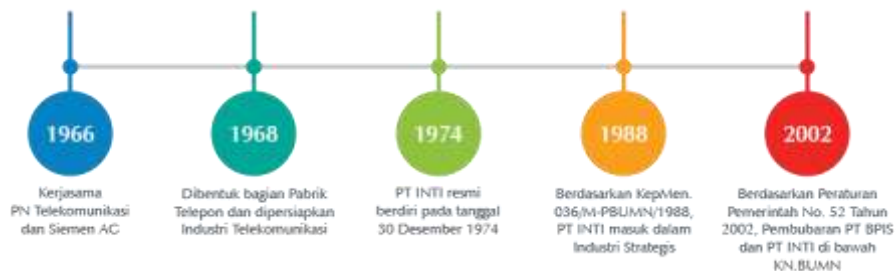 1966
Kerjasama
PN Telekomunikasi
dan Siemen AG
1968
Dibentuk bagian Pabrik
Telepon dan dipersiapkan
Industri Telekomunikasi
1974
PT INTI resmi
berdiri pada tanggal
30 Desember 1974
1988
Berdasarkan KepMen.
036/M-PBUMN/1988,
PT INTI masuk dalam
Industri Strategis
2002
Berdasarkan Peraturan
Pemerintah No. 52 Tahun
2002, Pembubaran PT BPIS
dan PT INTI di bawah
KN.BUMN